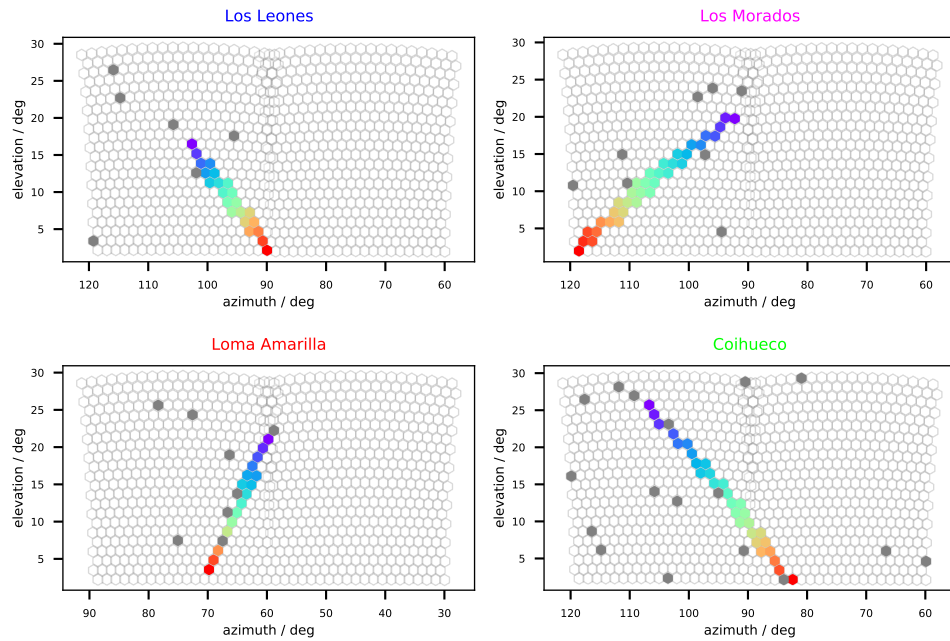 Los Leones
30
25
20
15
10
5
elevation / deg
120 110 100 90 80 70 60
azimuth / deg
Los Morados
30
25
20
15
10
5
elevation / deg
120 110 100 90 80 70 60
azimuth / deg
Loma Amarilla
30
25
20
15
10
5
elevation / deg
90 80 70 60 50 40 30
azimuth / deg
Coihueco
30
25
20
15
10
5
elevation / deg
120 110 100 90 80 70 60
azimuth / deg